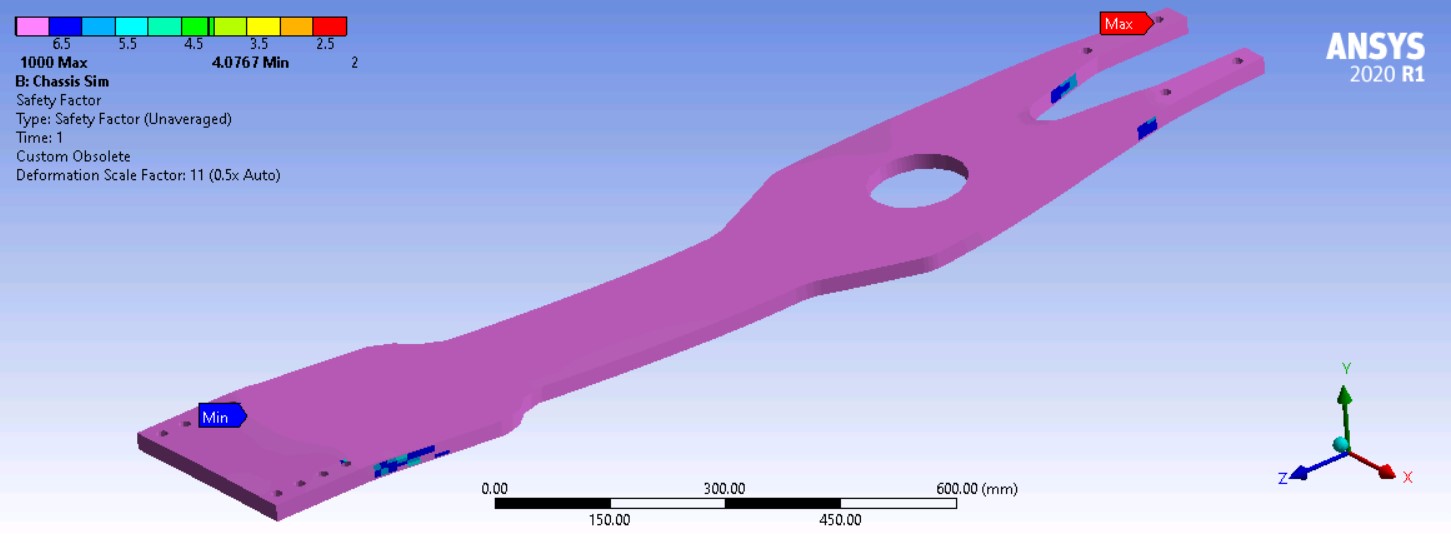 6.5 5.5 4.5 3.5 2.5
1000 Max 4.0767 Min 2
B: Chassis Sim
Safety Factor
Type: Safety Factor (Unaveraged)
Time: 1
Custom Obsolete
Deformation Scale Factor: 11 (0.5x Auto)
Max
ANSYS
2020 R1
Min
0.00 300.00 600.00 (mm)
150.00 450.00
Y
Z X